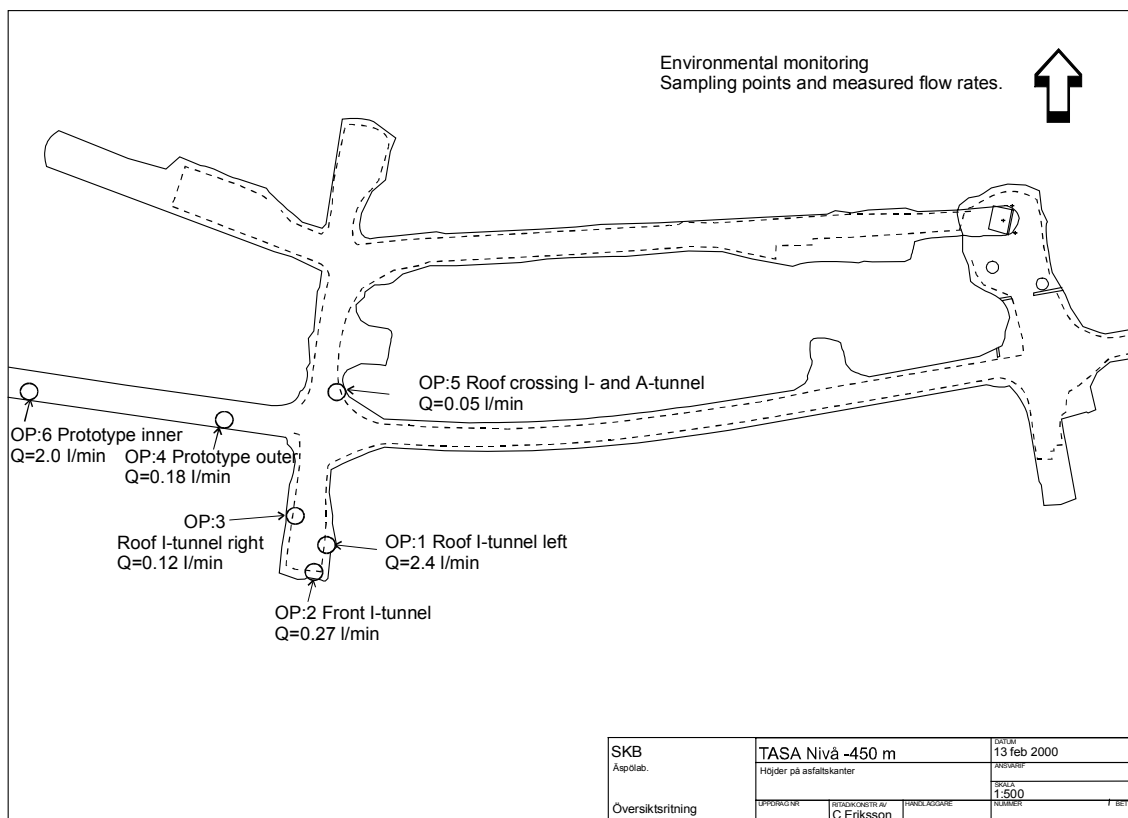 Environmental monitoring
Sampling points and measured flow rates.
OP:5 Roof crossing I- and A-tunnel
Q=0.05 l/min
OP:6 Prototype inner
Q=2.0 l/min
OP:4 Prototype outer
Q=0.18 l/min
OP:3
Roof I-tunnel right
Q=0.12 l/min
OP:1 Roof I-tunnel left
Q=2.4 l/min
OP:2 Front I-tunnel
Q=0.27 l/min
SKB
Äspölab.
Översiktsritning
TASA Nivå -450 m
Höjder på asfaltskanter
DATUM
13 feb 2000
ANSVARIF
SKALA
1:500
UPPDRAG NR
RITAD/KONSTR AV
C Eriksson
HANDLÄGGARE
NUMMER
BET